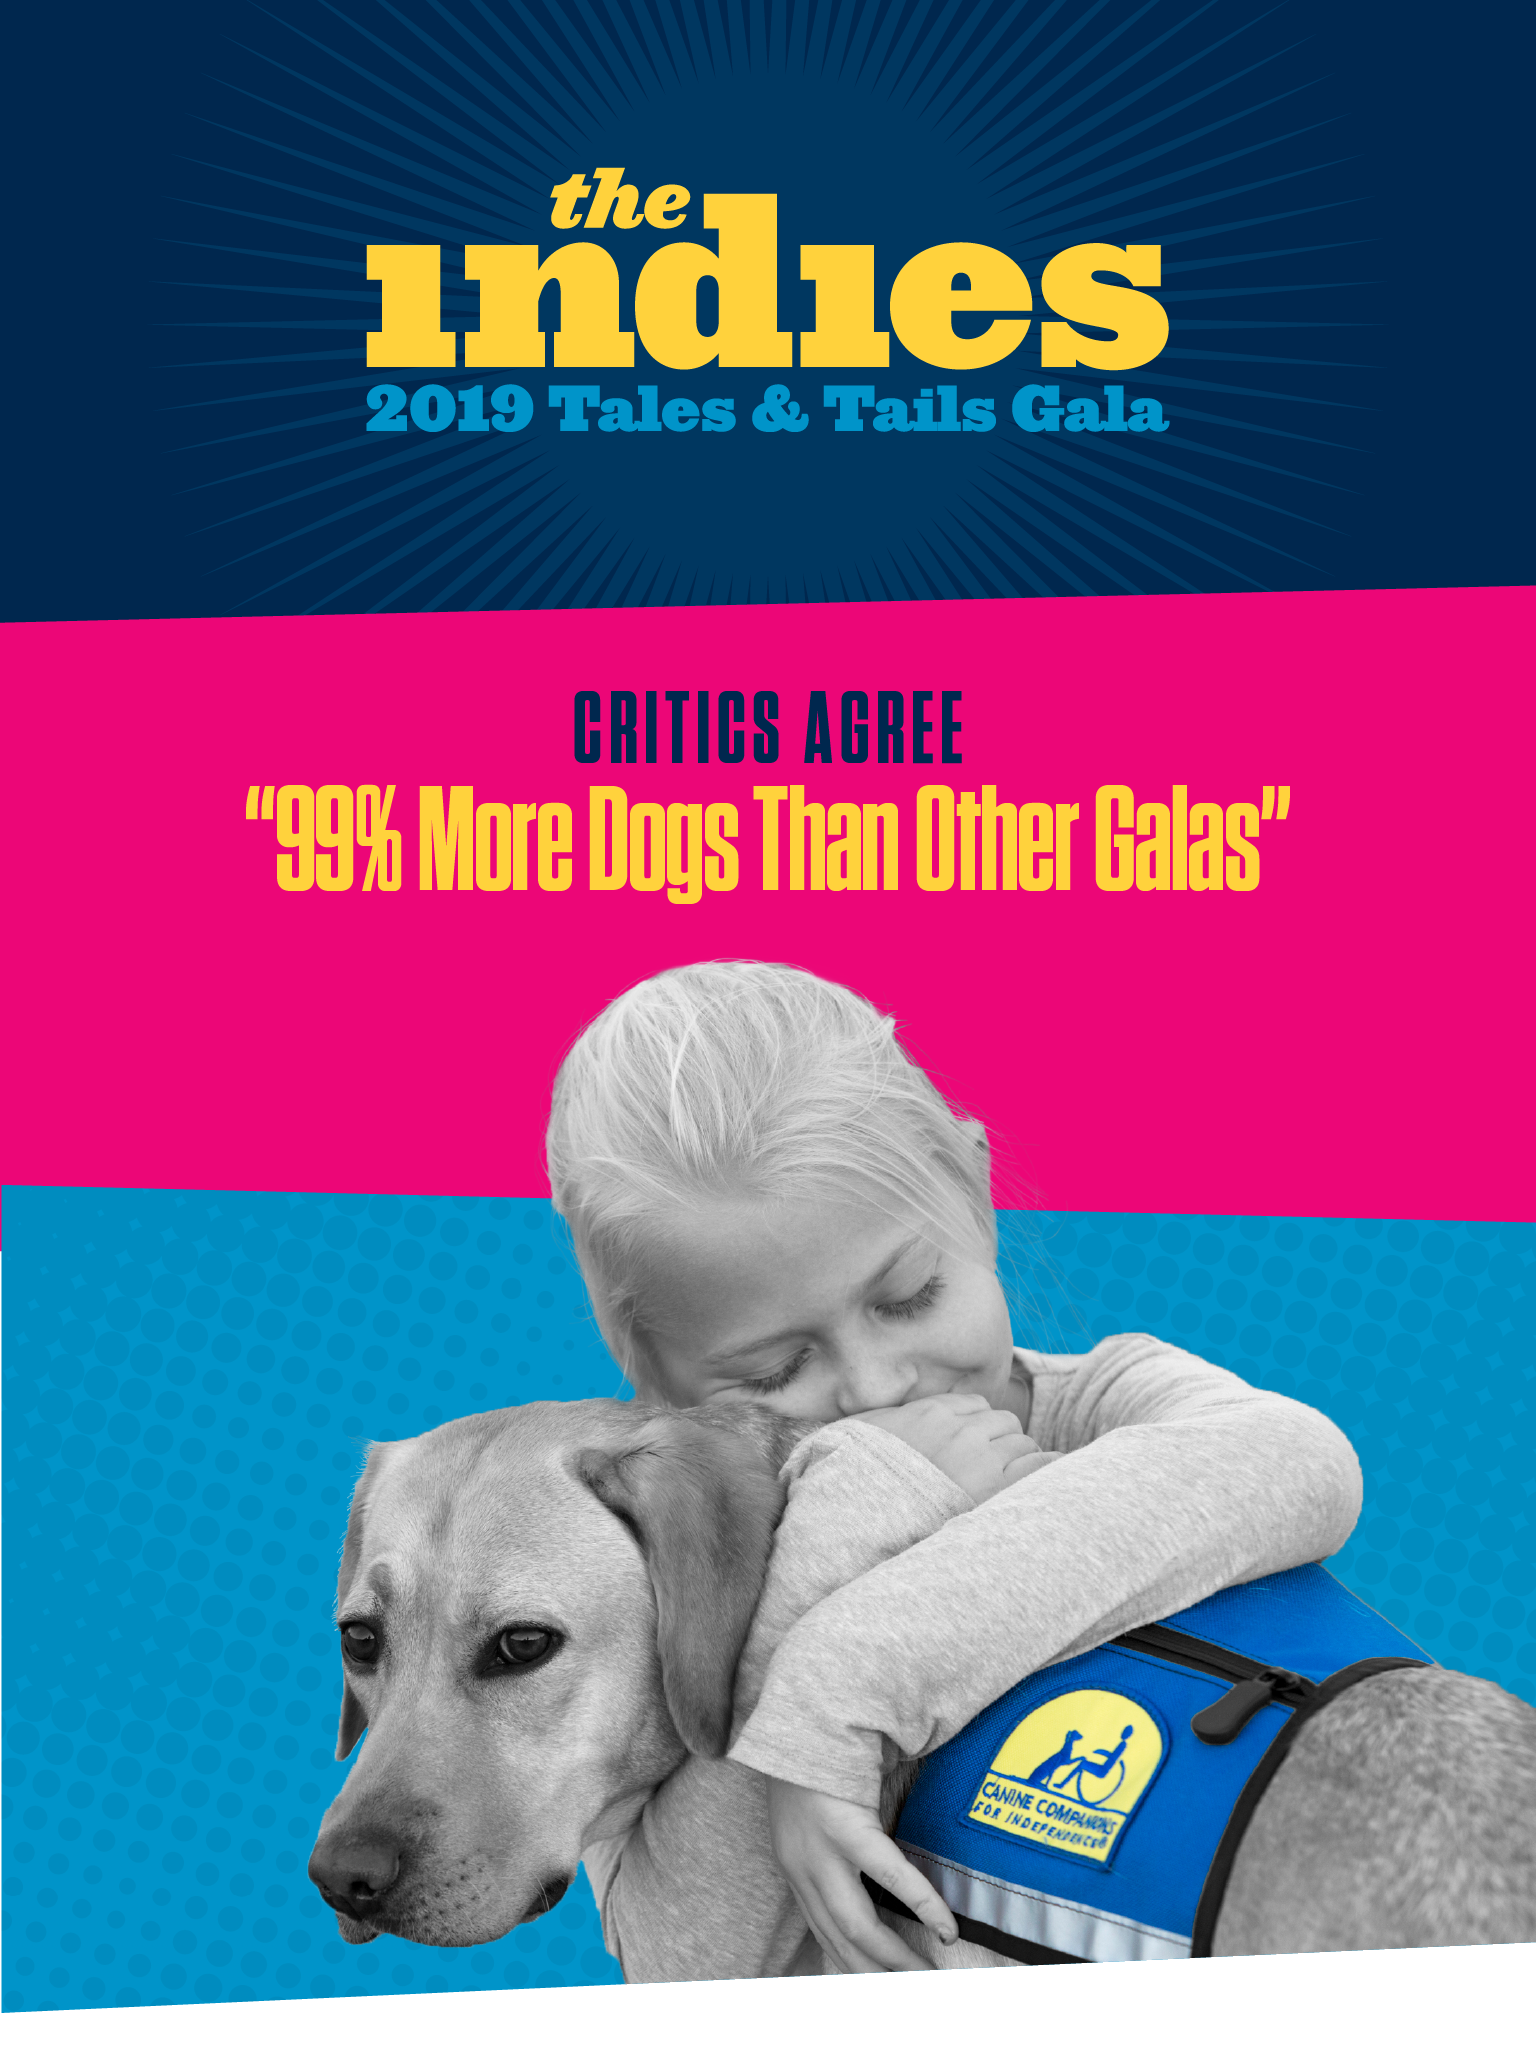 the
indies
2019 Tales & Tails Gala
CRITICS AGREE
“99% More Dogs Than Other Galas”
CANINE COMPANIONS
FOR INDEPENDENCE®